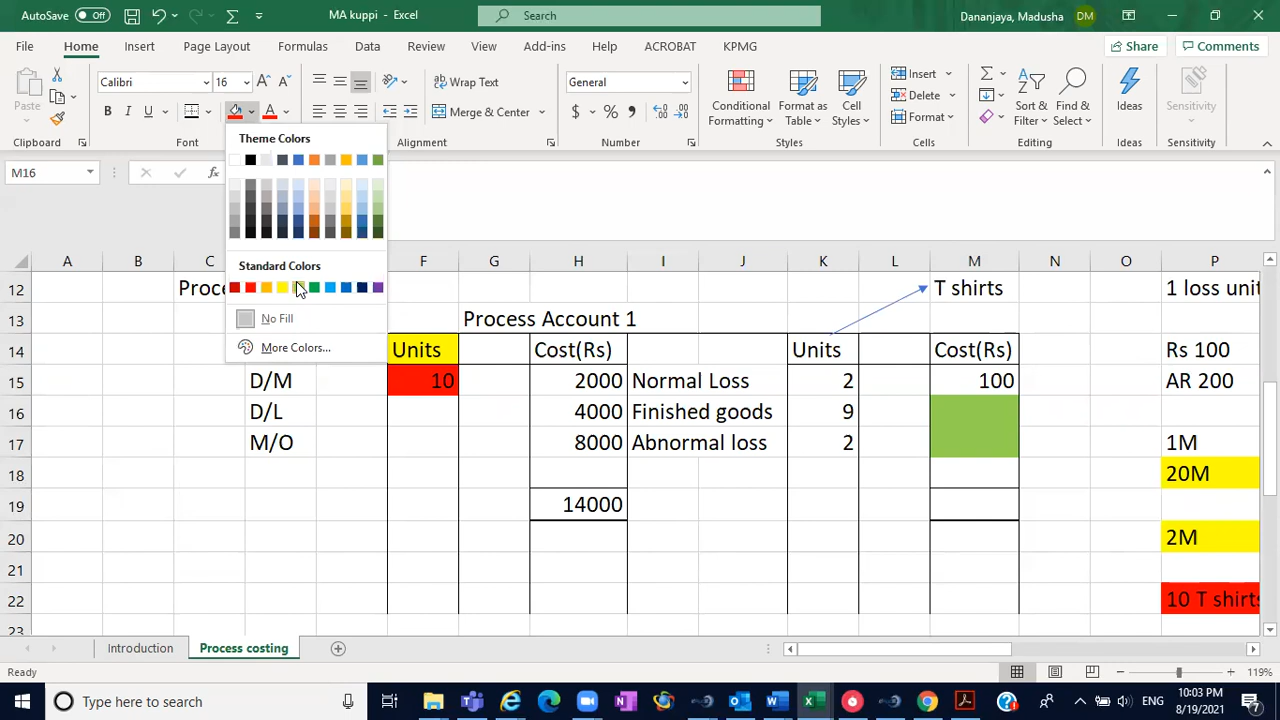 AutoSave Off MA kuppi - Excel Search Dananjaya, Madusha DM
File Home Insert Page Layout Formulas Data Review View Add-ins Help ACROBAT KPMG Share Comments
Paste Calibri 16 A A Wrap Text General Conditional Formatting Format as Table Cell Styles Insert Delete Format Sort & Filter Find & Select Ideas Sensitivity
B I U A Merge & Center $ % ,
Clipboard Font Alignment Number Styles Cells Editing Ideas Sensitivity
Theme Colors
Standard Colors
No Fill
More Colors...
M16 fx
A B C F G H I J K L M N O P
12 Proce T shirts 1 loss unit
13 Process Account 1
14 Units Cost(Rs) Units Cost(Rs) Rs 100
15 D/M 10 2000 Normal Loss 2 100 AR 200
16 D/L 4000 Finished goods 9
17 M/O 8000 Abnormal loss 2 1M
18 20M
19 14000
20 2M
21
22 10 T shirts
23
Introduction Process costing
Ready 119%
Type here to search ENG 10:03 PM
8/19/2021